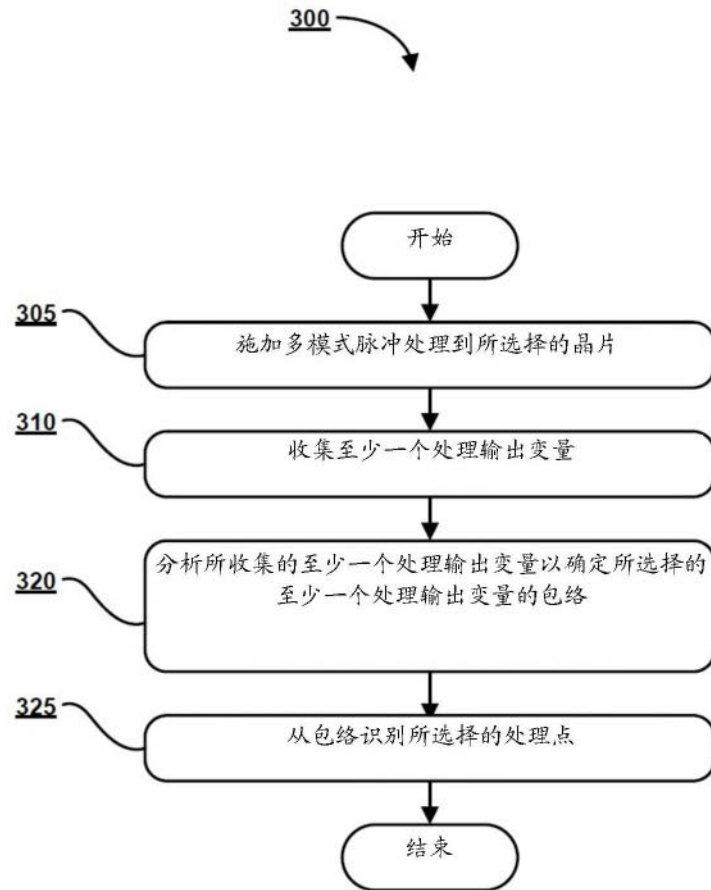 300
开始
305
施加多模式脉冲处理到所选择的晶片
310
收集至少一个处理输出变量
320
分析所收集的至少一个处理输出变量以确定所选择的
至少一个处理输出变量的包络
325
从包络识别所选择的处理点
结束